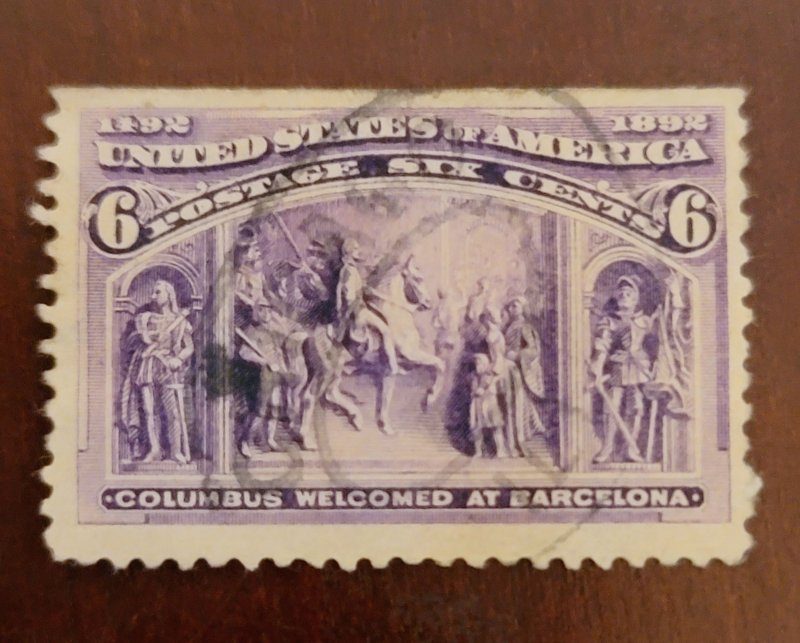 1492 1892
UNITED STATES OF AMERICA
POSTAGE SIX CENTS
6 6
·COLUMBUS WELCOMED AT BARCELONA·